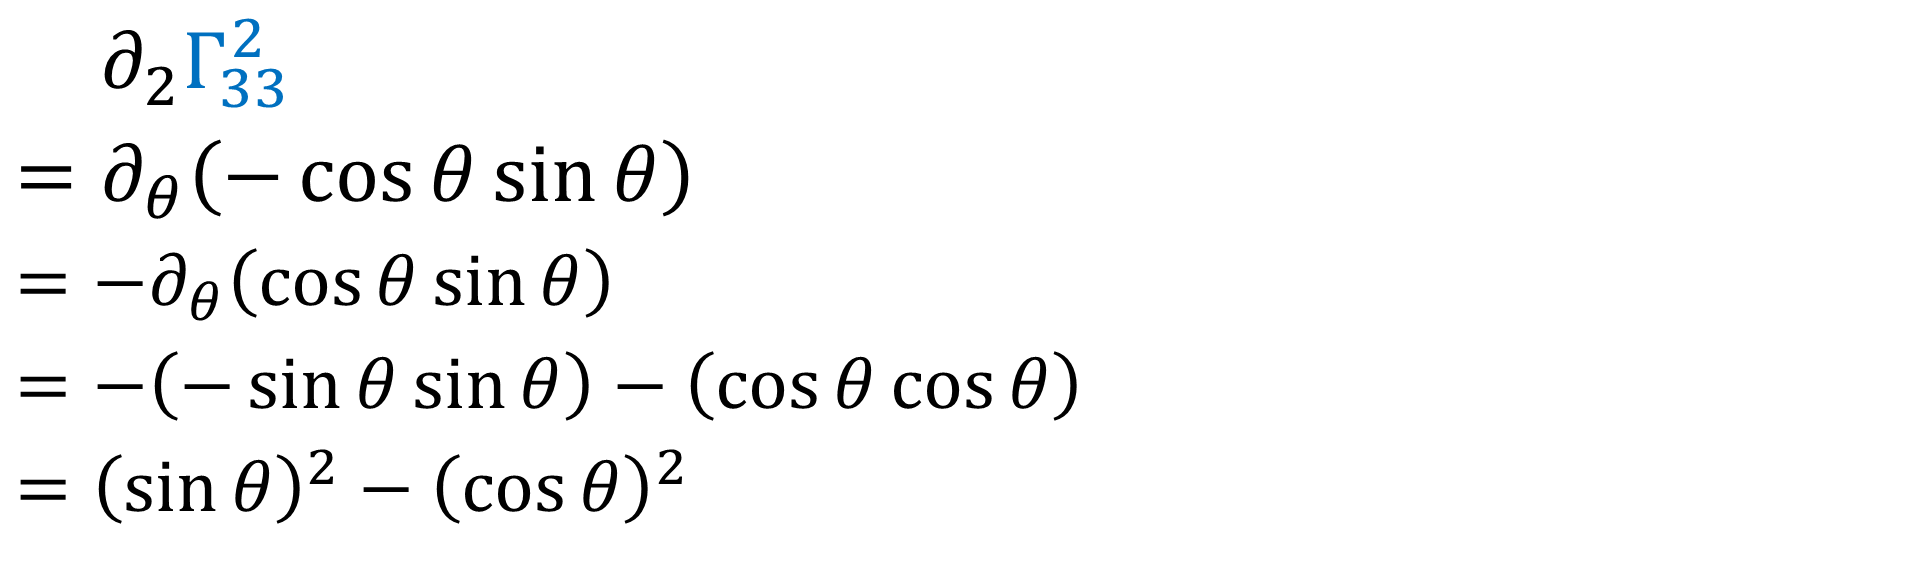 ∂₂Γ²₃₃
= ∂_θ(− cos θ sin θ)
= −∂_θ(cos θ sin θ)
= −(− sin θ sin θ) − (cos θ cos θ)
= (sin θ)² − (cos θ)²